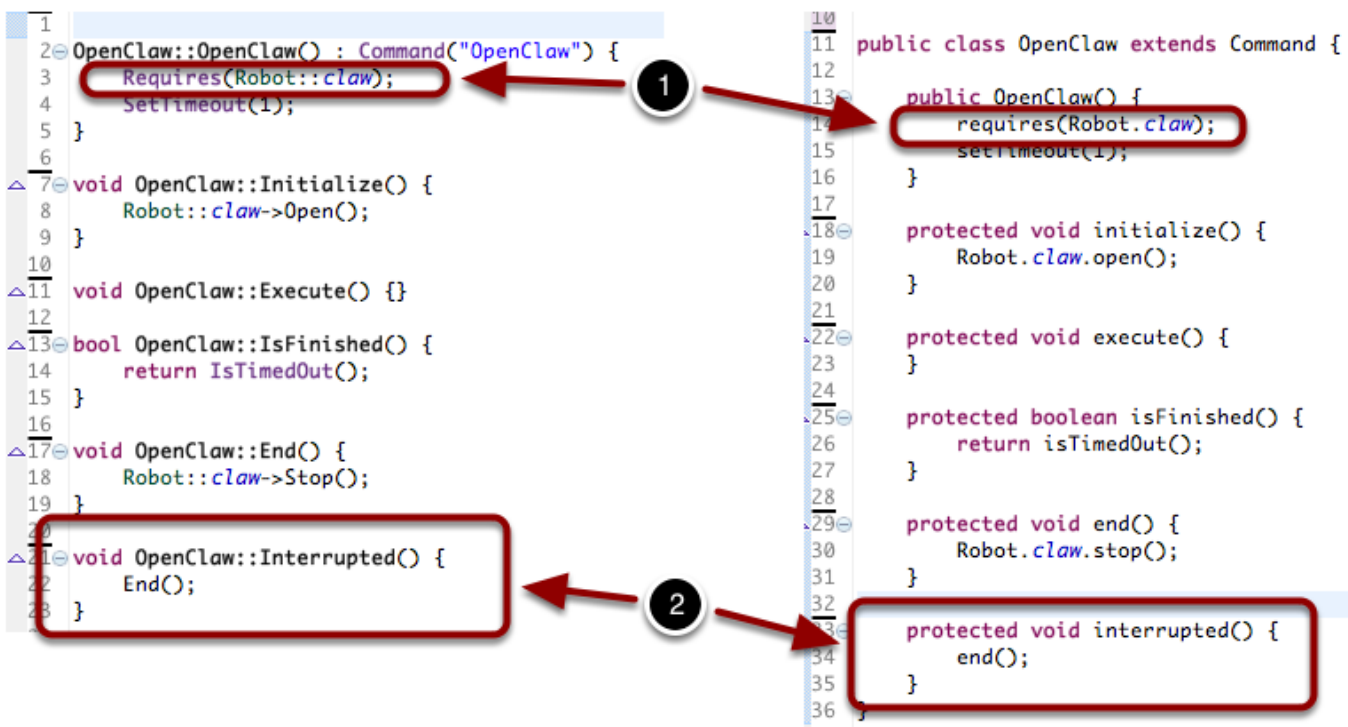 1
2 OpenClaw::OpenClaw() : Command("OpenClaw") {
3     Requires(Robot::claw);
4     SetTimeout(1);
5 }
6
7 void OpenClaw::Initialize() {
8     Robot::claw->Open();
9 }
10
11 void OpenClaw::Execute() {}
12
13 bool OpenClaw::IsFinished() {
14     return IsTimedOut();
15 }
16
17 void OpenClaw::End() {
18     Robot::claw->Stop();
19 }
20
21 void OpenClaw::Interrupted() {
22     End();
23 }
1
2
10
11 public class OpenClaw extends Command {
12
13     public OpenClaw() {
14         requires(Robot.claw);
15         setTimeout(1);
16     }
17
18     protected void initialize() {
19         Robot.claw.open();
20     }
21
22     protected void execute() {
23     }
24
25     protected boolean isFinished() {
26         return isTimedOut();
27     }
28
29     protected void end() {
30         Robot.claw.stop();
31     }
32
33     protected void interrupted() {
34         end();
35     }
36 }